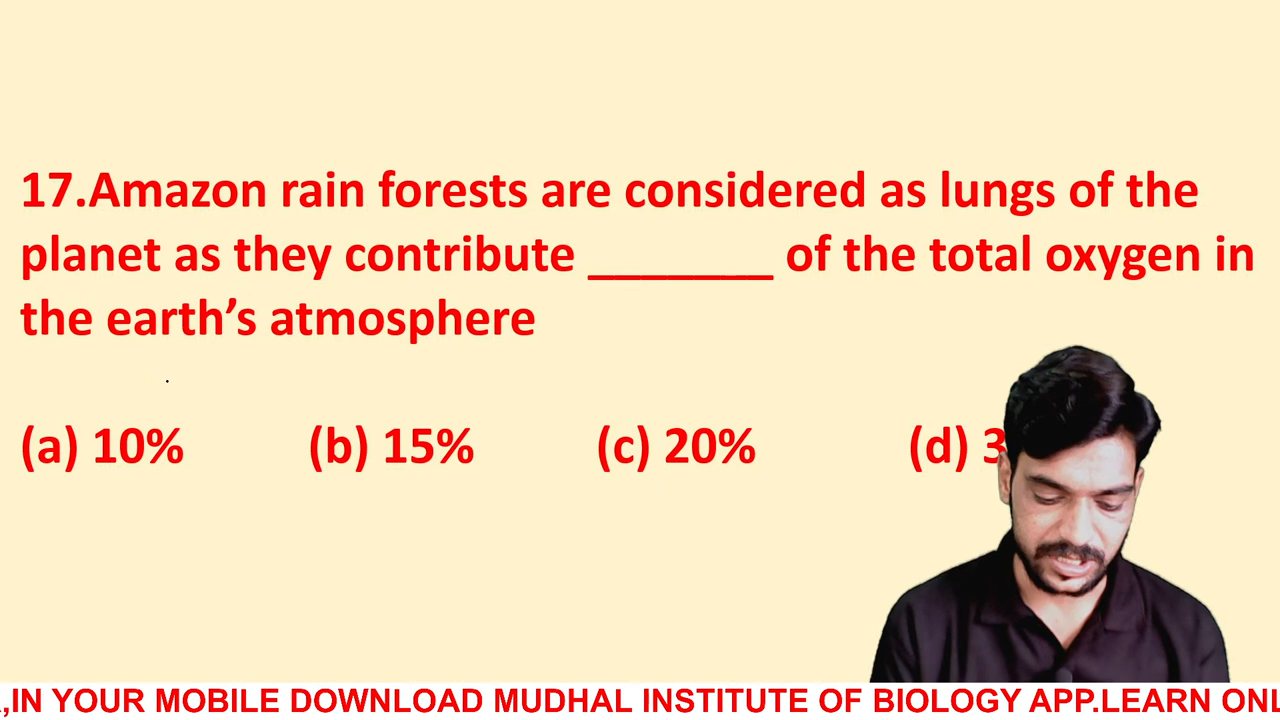 17.Amazon rain forests are considered as lungs of the
planet as they contribute _______ of the total oxygen in
the earth’s atmosphere
(a) 10% (b) 15% (c) 20% (d) 3
,IN YOUR MOBILE DOWNLOAD MUDHAL INSTITUTE OF BIOLOGY APP.LEARN ONL